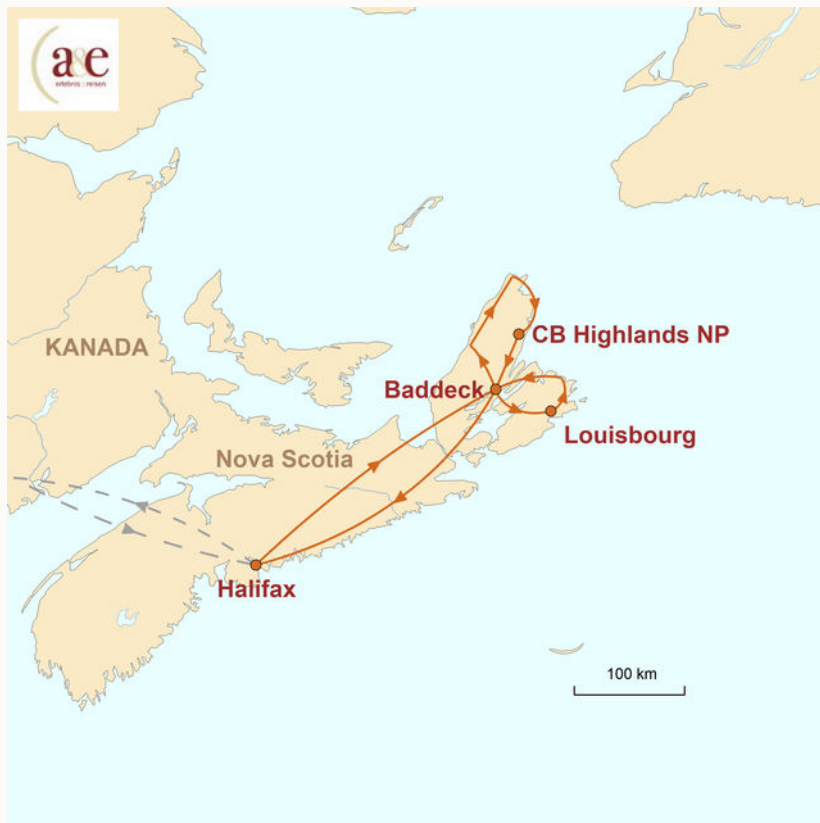 a&e
erlebnis : reisen
CB Highlands NP
KANADA
Baddeck
Louisbourg
Nova Scotia
Halifax
100 km